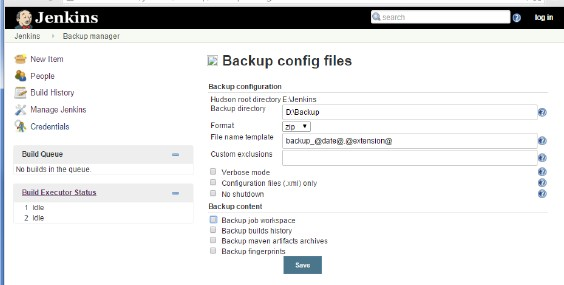 Jenkins
search
log in
Jenkins
Backup manager
New Item
People
Build History
Manage Jenkins
Credentials
Build Queue
No builds in the queue.
Build Executor Status
1 Idle
2 Idle
Backup config files
Backup configuration
Hudson root directory E:\Jenkins
Backup directory
D:\Backup
Format
zip
File name template
backup_@date@.@extension@
Custom exclusions
Verbose mode
Configuration files (.xml) only
No shutdown
Backup content
Backup job workspace
Backup builds history
Backup maven artifacts archives
Backup fingerprints
Save